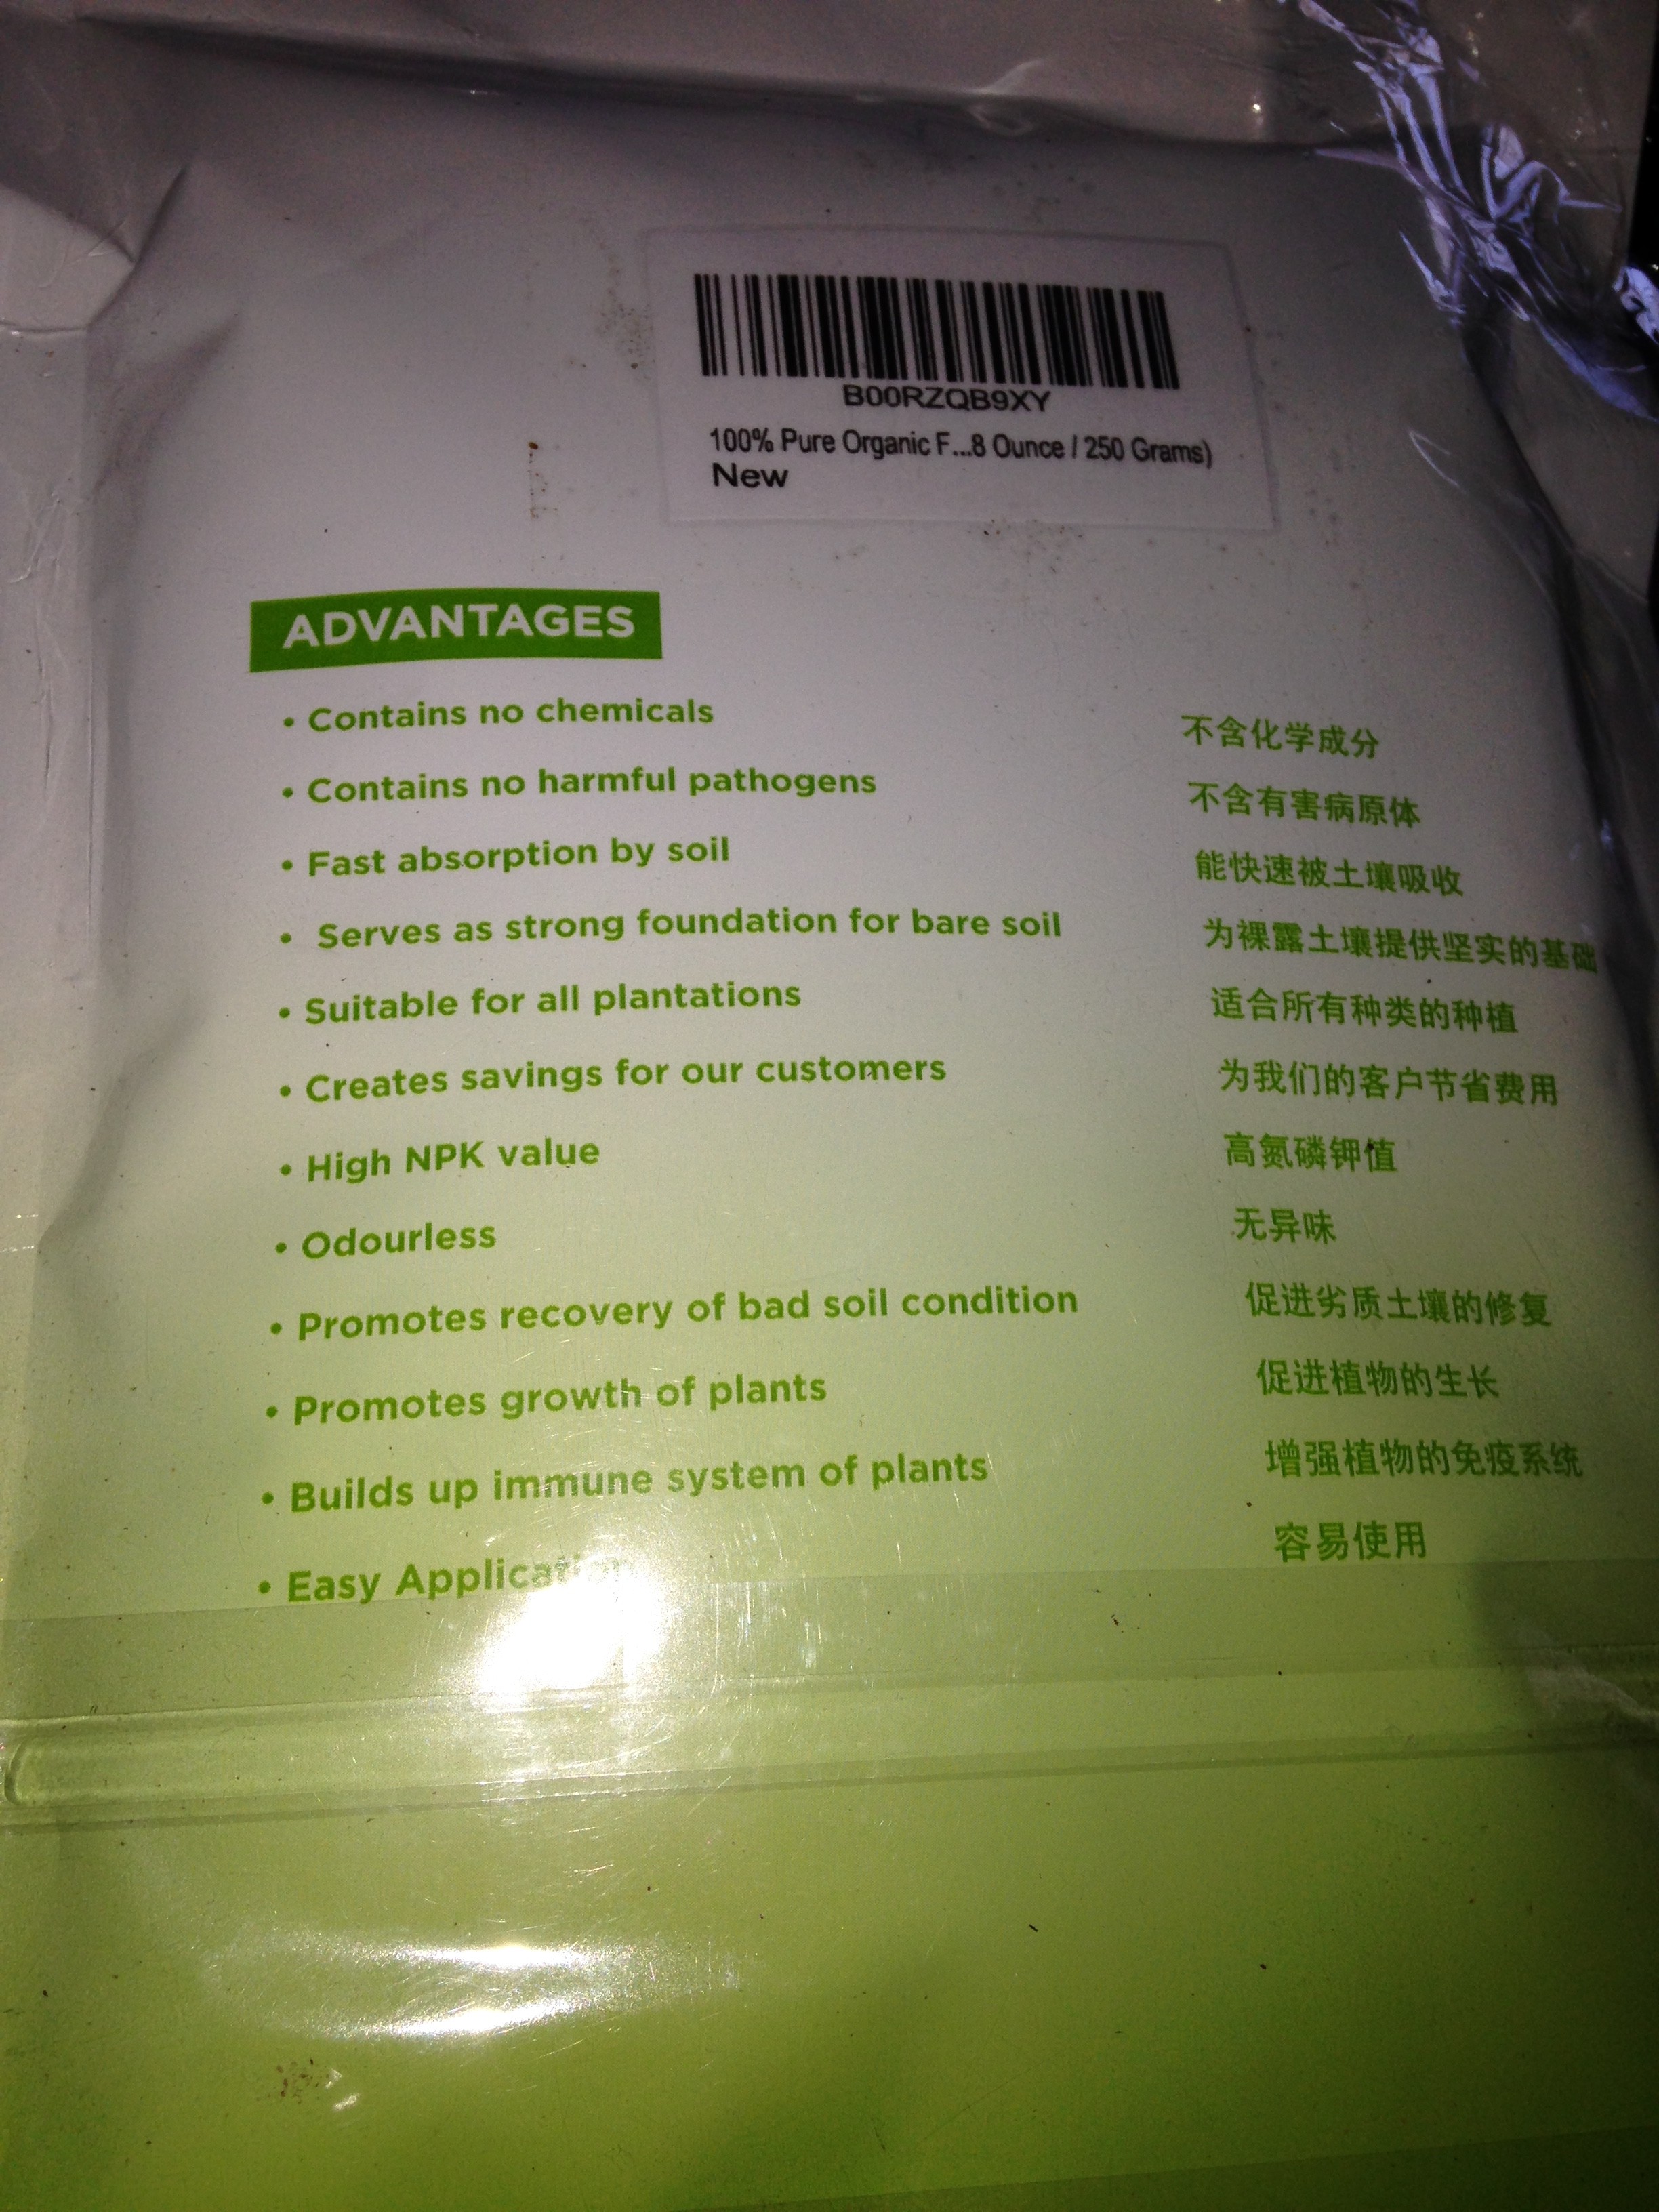 B00RZQB9XY
100% Pure Organic F...8 Ounce / 250 Grams)
New
ADVANTAGES
• Contains no chemicals 不含化学成分
• Contains no harmful pathogens 不含有害病原体
• Fast absorption by soil 能快速被土壤吸收
• Serves as strong foundation for bare soil 为裸露土壤提供坚实的基础
• Suitable for all plantations 适合所有种类的种植
• Creates savings for our customers 为我们的客户节省费用
• High NPK value 高氮磷钾值
• Odourless 无异味
• Promotes recovery of bad soil condition 促进劣质土壤的修复
• Promotes growth of plants 促进植物的生长
• Builds up immune system of plants 增强植物的免疫系统
• Easy Application 容易使用